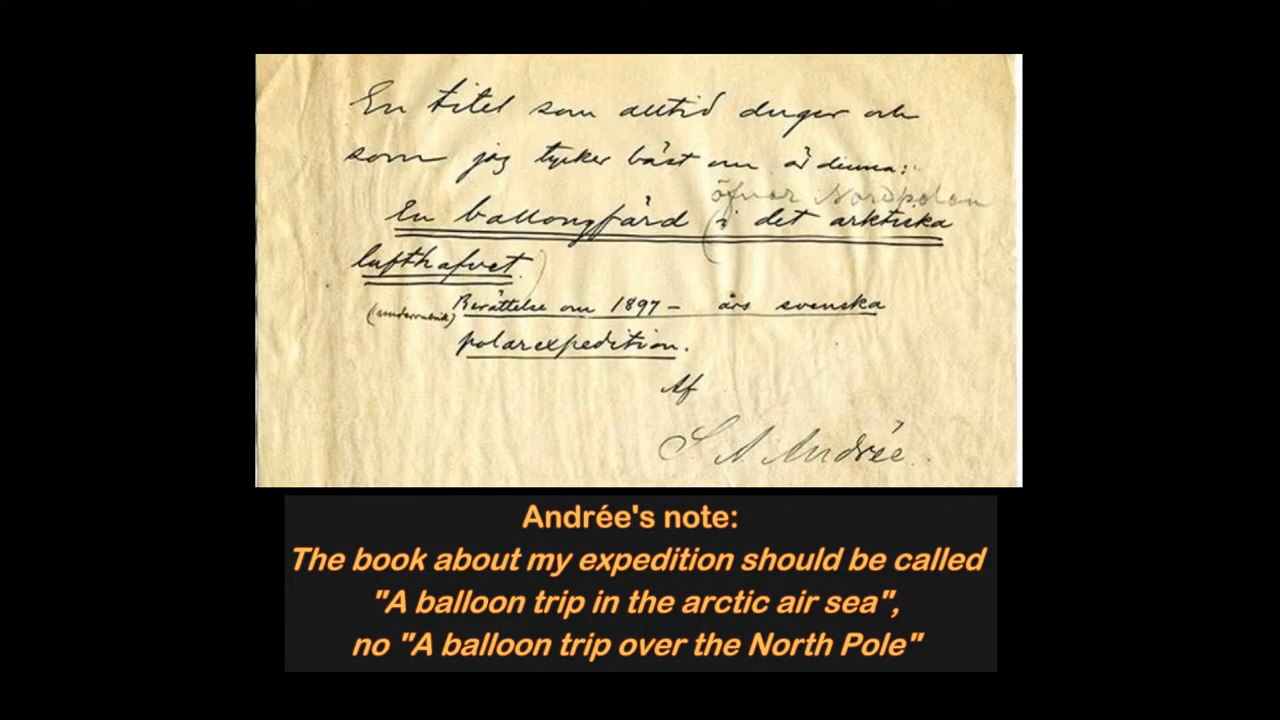 En titel som alltid duger och
som jag tycker bäst om är denna:
öfver Nordpolen
En ballongfärd (i det arktiska
lufthafvet.)
(underrubrik) Berättelse om 1897 - års svenska
polarexpedition.
Af
S A Andrée.
Andrée's note:
The book about my expedition should be called
"A balloon trip in the arctic air sea",
no "A balloon trip over the North Pole"